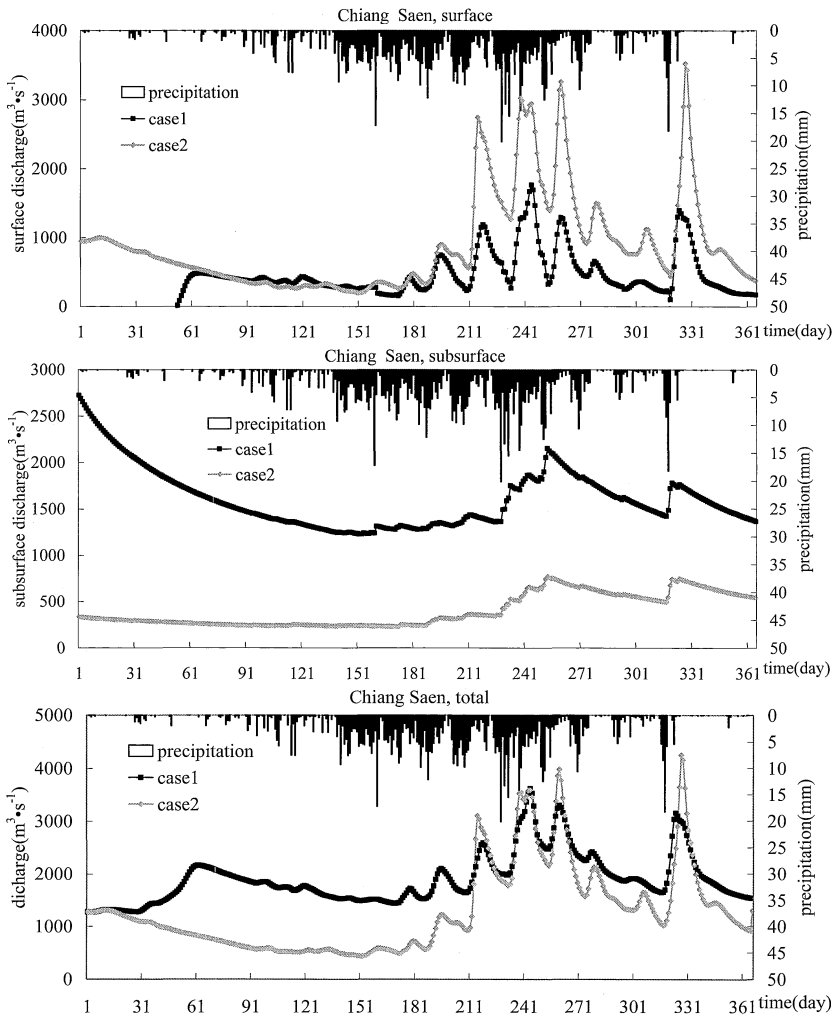 Chiang Saen, surface
4000
3000
2000
1000
0
surface discharge(m³•s⁻¹)
precipitation
case1
case2
0
5
10
15
20
25
30
35
40
45
50
precipitation(mm)
1 31 61 91 121 151 181 211 241 271 301 331 361 time(day)
Chiang Saen, subsurface
3000
2500
2000
1500
1000
500
0
subsurface discharge(m³•s⁻¹)
precipitation
case1
case2
0
5
10
15
20
25
30
35
40
45
50
precipitation(mm)
1 31 61 91 121 151 181 211 241 271 301 331 361 time(day)
Chiang Saen, total
5000
4000
3000
2000
1000
0
dicharge(m³•s⁻¹)
precipitation
case1
case2
0
5
10
15
20
25
30
35
40
45
50
precipitation(mm)
1 31 61 91 121 151 181 211 241 271 301 331 361 time(day)